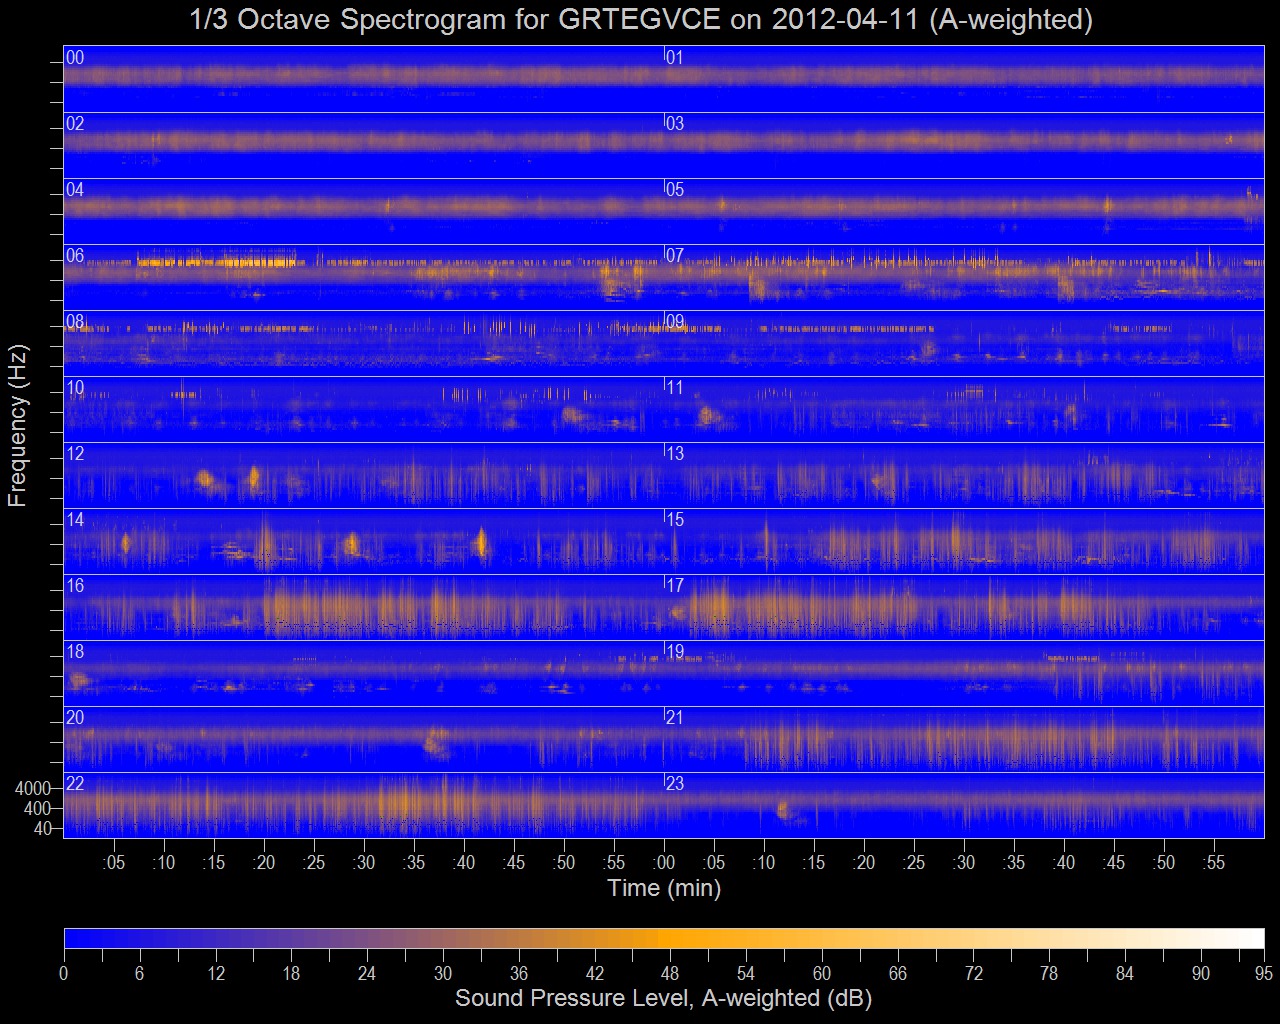 1/3 Octave Spectrogram for GRTEGVCE on 2012-04-11 (A-weighted)
00 01
02 03
04 05
06 07
08 09
10 11
12 13
14 15
16 17
18 19
20 21
22 23
Frequency (Hz)
4000
400
40
:05 :10 :15 :20 :25 :30 :35 :40 :45 :50 :55 :00 :05 :10 :15 :20 :25 :30 :35 :40 :45 :50 :55
Time (min)
0 6 12 18 24 30 36 42 48 54 60 66 72 78 84 90 95
Sound Pressure Level, A-weighted (dB)